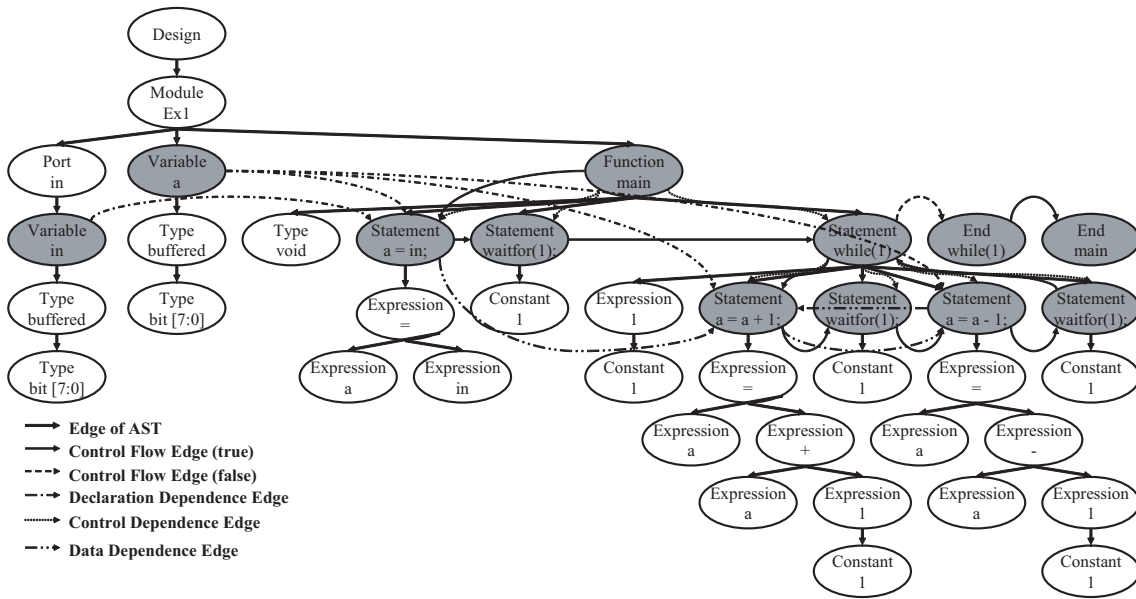 Design
Module
Ex1
Port
in
Variable
a
Function
main
Variable
in
Type
buffered
Type
void
Statement
a = in;
Statement
waitfor(1);
Statement
while(1)
End
while(1)
End
main
Type
buffered
Type
bit [7:0]
Expression
=
Constant
1
Expression
1
Statement
a = a + 1;
Statement
waitfor(1);
Statement
a = a - 1;
Statement
waitfor(1);
Type
bit [7:0]
Expression
a
Expression
in
Constant
1
Expression
=
Constant
1
Expression
=
Constant
1
Expression
a
Expression
+
Expression
a
Expression
-
Expression
a
Expression
1
Expression
a
Expression
1
Constant
1
Constant
1
Edge of AST
Control Flow Edge (true)
Control Flow Edge (false)
Declaration Dependence Edge
Control Dependence Edge
Data Dependence Edge